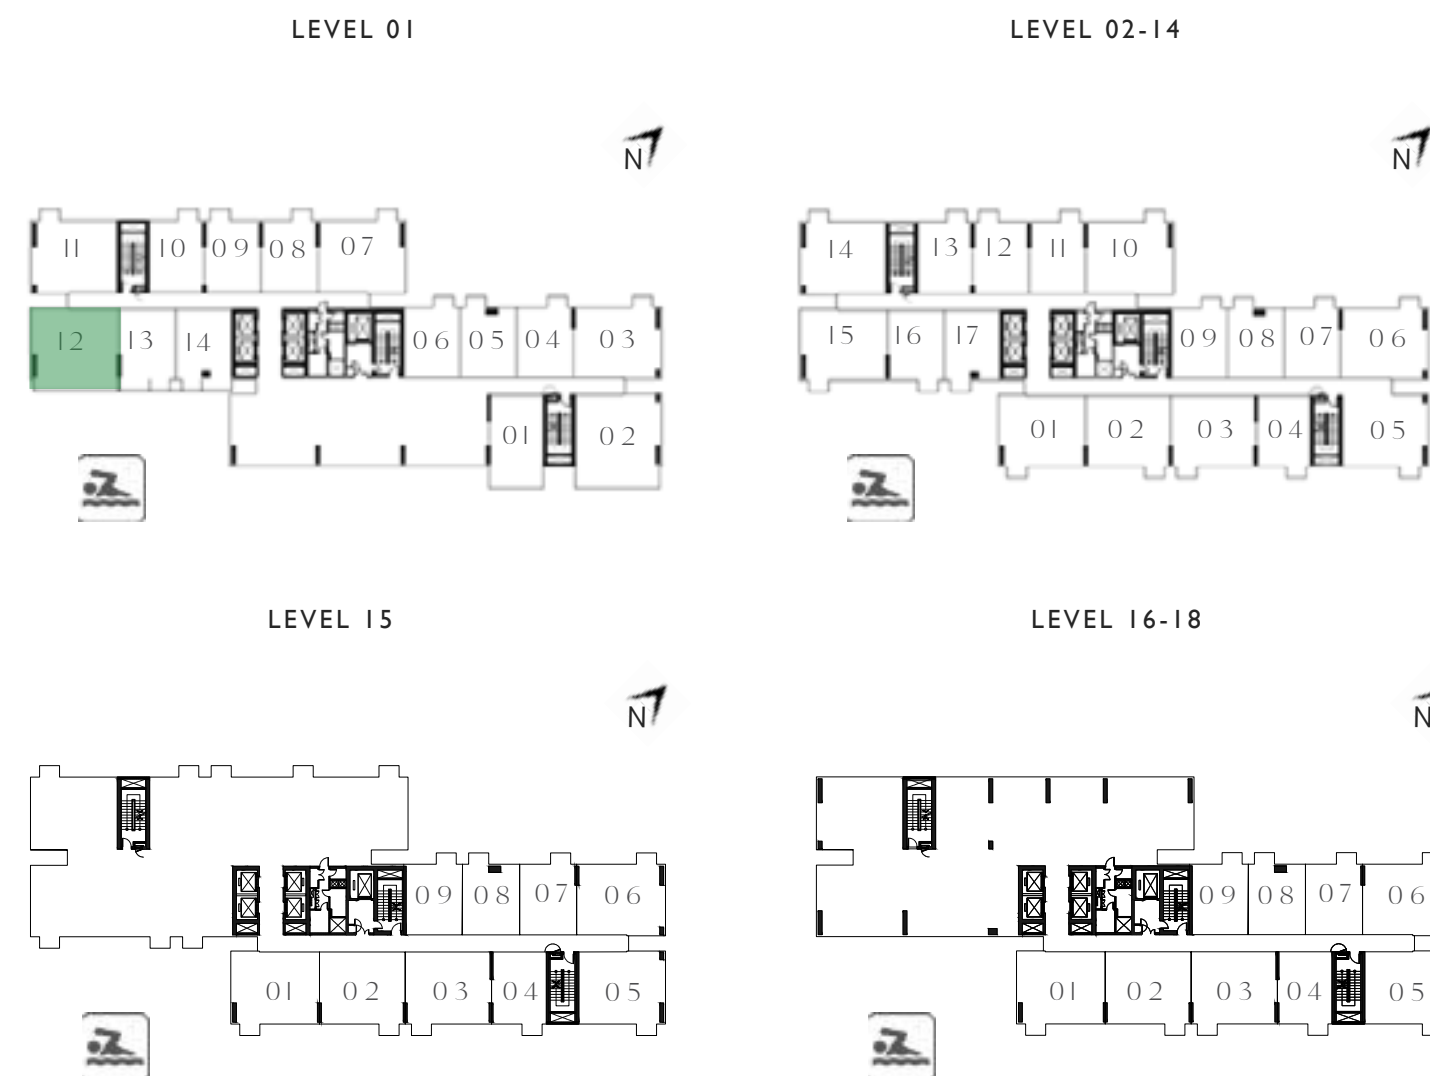 LEVEL 01
LEVEL 02-14
N
N
11 10 09 08 07
14 13 12 11 10
12 13 14 06 05 04 03
15 16 17 09 08 07 06
01 02
01 02 03 04 05
LEVEL 15
LEVEL 16-18
N
N
09 08 07 06
09 08 07 06
01 02 03 04 05
01 02 03 04 05